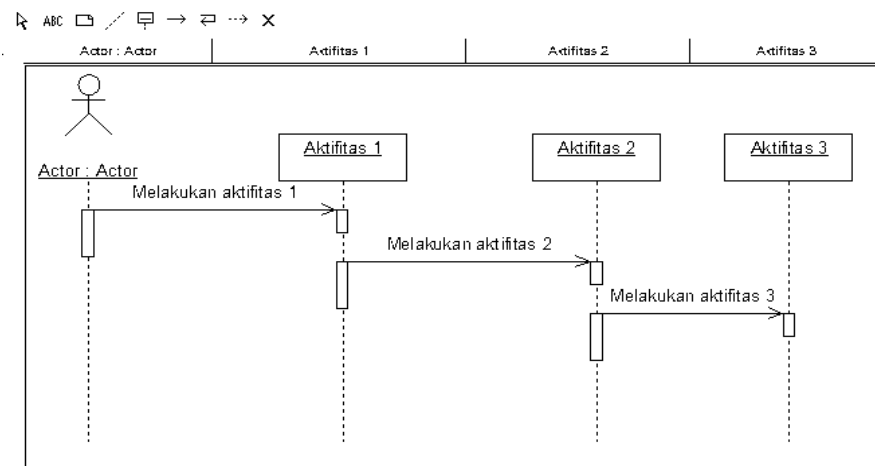 ABC
Actor : Actor
Aktifitas 1
Aktifitas 2
Aktifitas 3
Actor : Actor
Aktifitas 1
Aktifitas 2
Aktifitas 3
Melakukan aktifitas 1
Melakukan aktifitas 2
Melakukan aktifitas 3